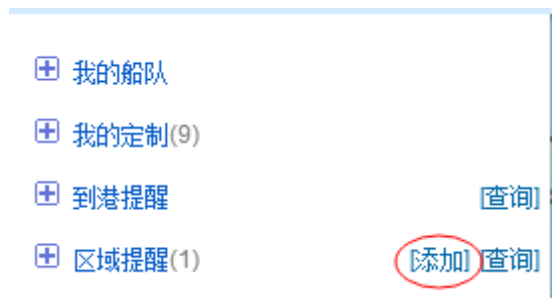 我的船队
我的定制(9)
到港提醒 [查询]
区域提醒(1) [添加] [查询]